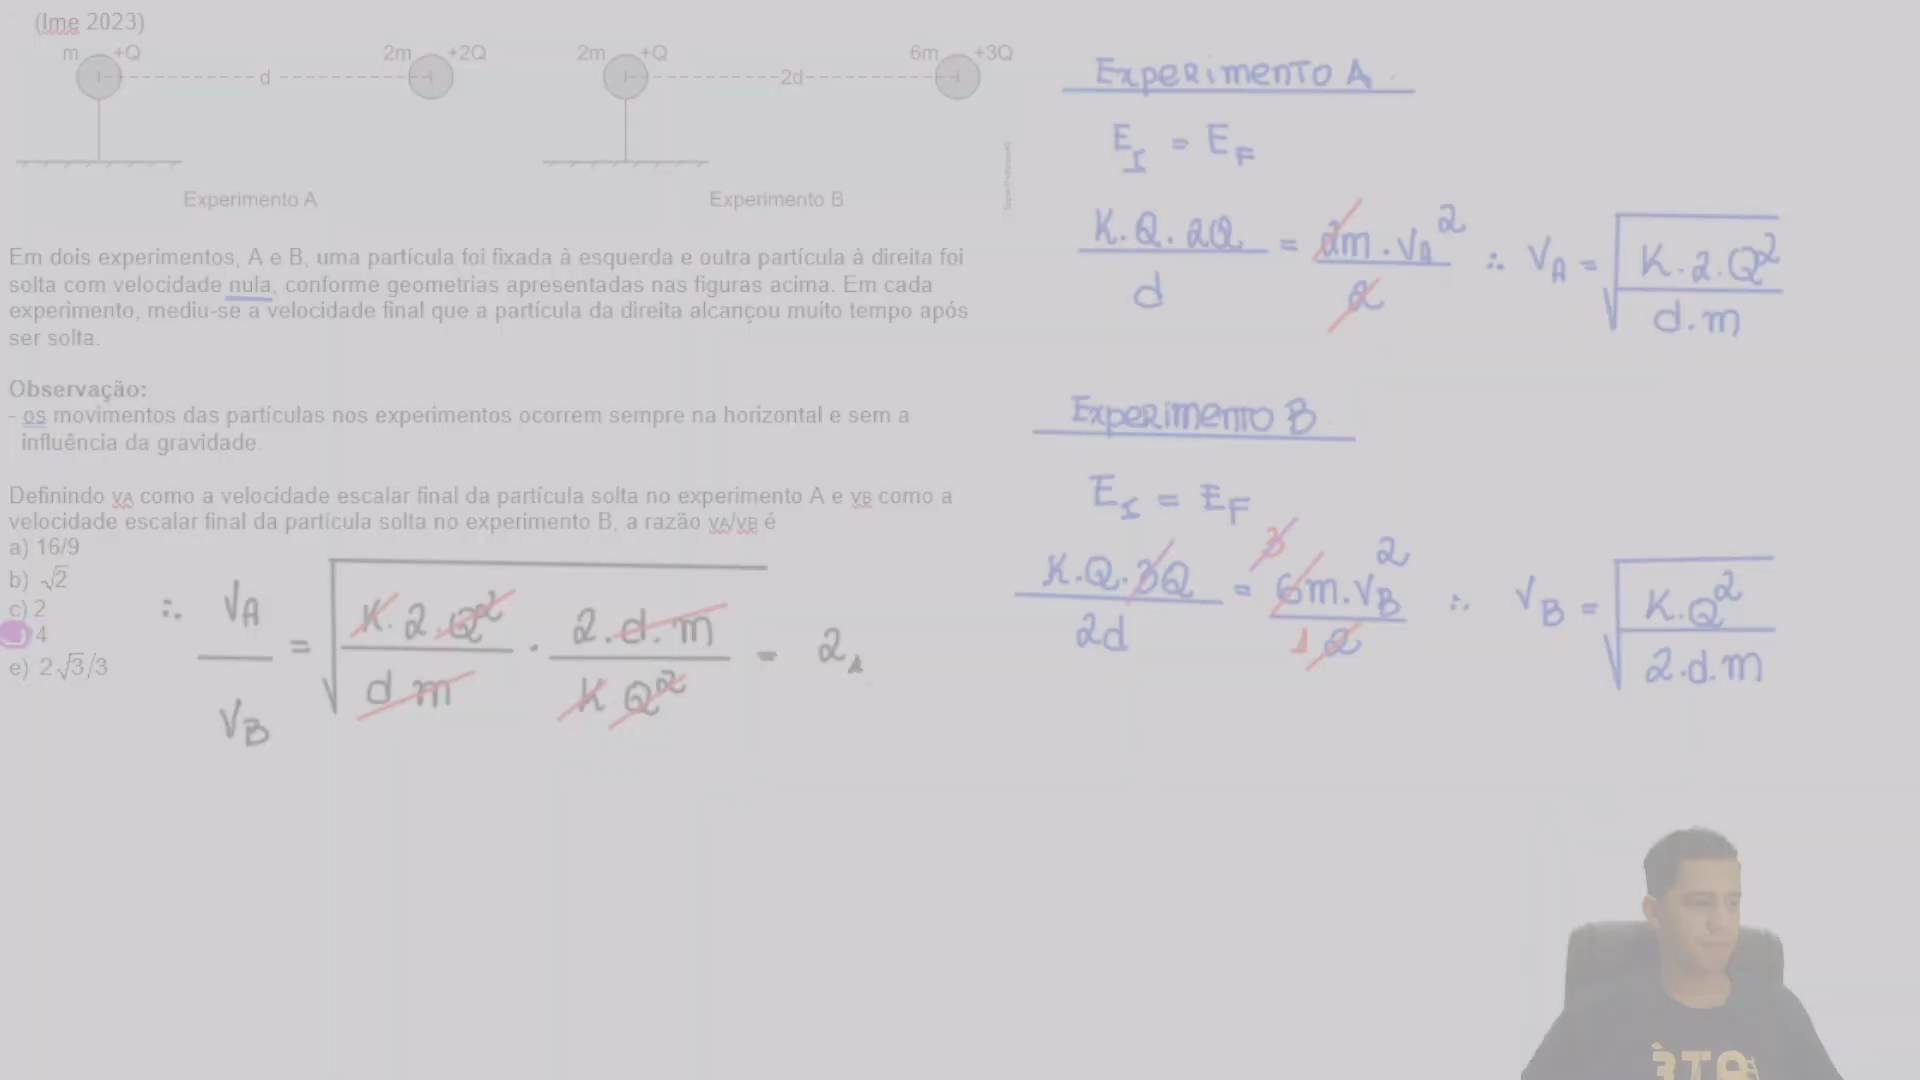 (Ime 2023)
m +Q d 2m +2Q 2m +Q 2d 6m +3Q
Experimento A Experimento B
Em dois experimentos, A e B, uma partícula foi fixada à esquerda e outra partícula à direita foi
solta com velocidade nula, conforme geometrias apresentadas nas figuras acima. Em cada
experimento, mediu-se a velocidade final que a partícula da direita alcançou muito tempo após
ser solta.
Observação:
- os movimentos das partículas nos experimentos ocorrem sempre na horizontal e sem a
influência da gravidade.
Definindo vA como a velocidade escalar final da partícula solta no experimento A e vB como a
velocidade escalar final da partícula solta no experimento B, a razão vA/vB é
a) 16/9
b) √2
c) 2
4
e) 2√3/3
∴ VA/VB = √(K.2.Q²/d m · 2.d.m/K Q²) = 2
Experimento A
EI = EF
K.Q.2Q/d = 2m.VA²/2 ∴ VA = √(K.2.Q²/d.m)
Experimento B
EI = EF
3
K.Q.3Q/2d = 6m.VB²/2 ∴ VB = √(K.Q²/2.d.m)
1